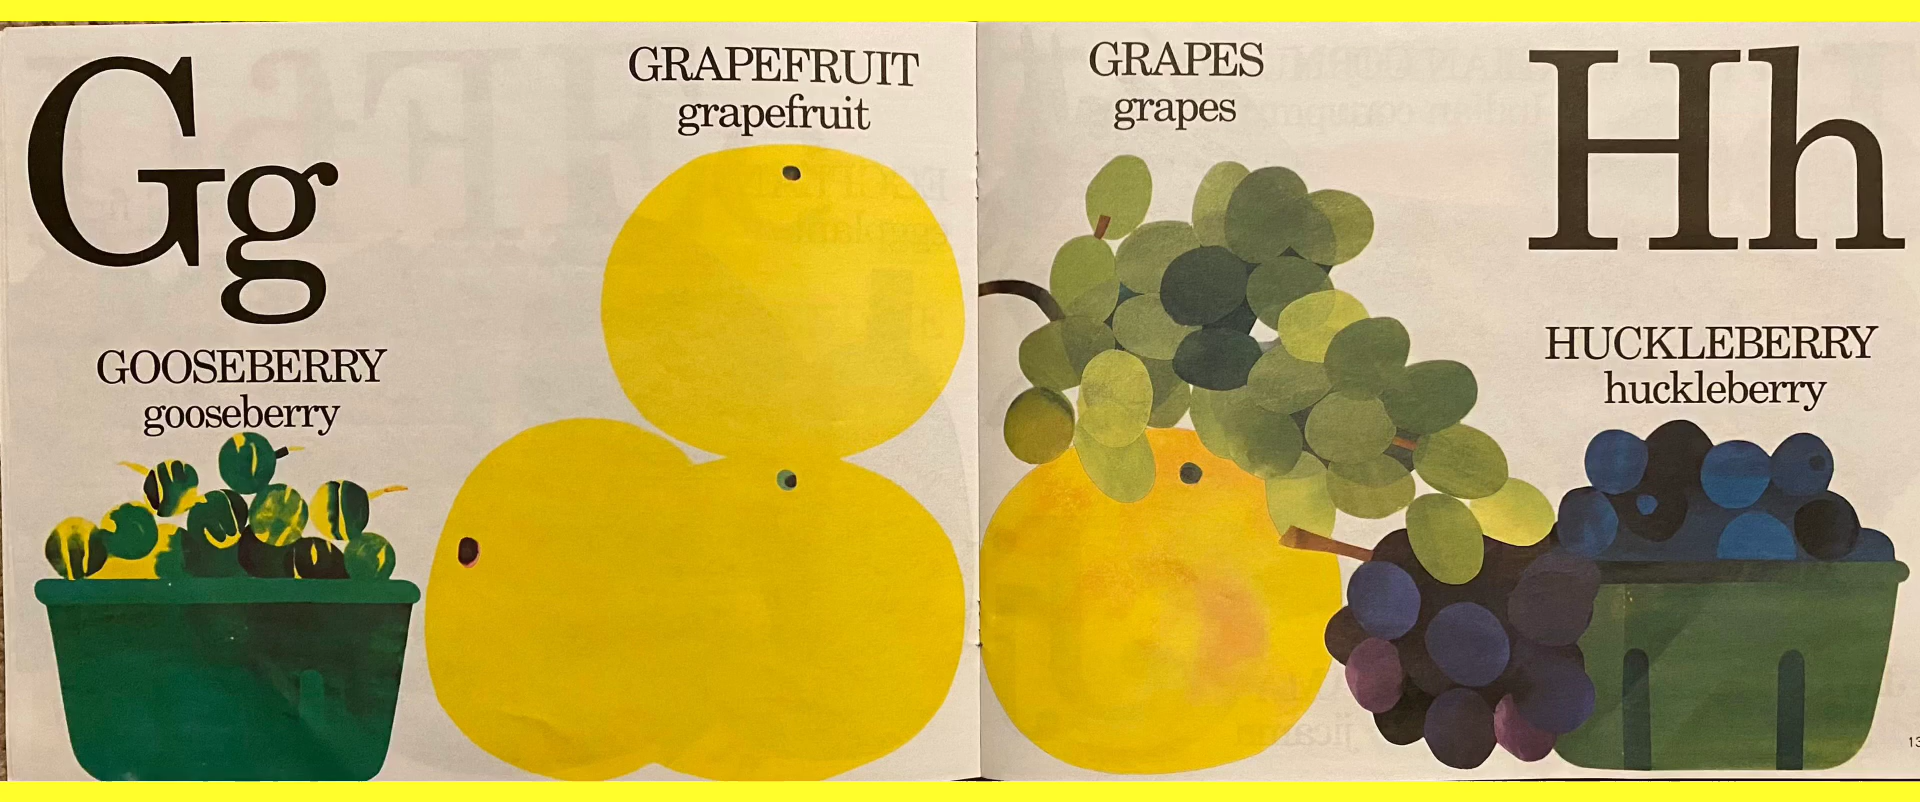 Gg
GOOSEBERRY
gooseberry
GRAPEFRUIT
grapefruit
GRAPES
grapes
Hh
HUCKLEBERRY
huckleberry
13